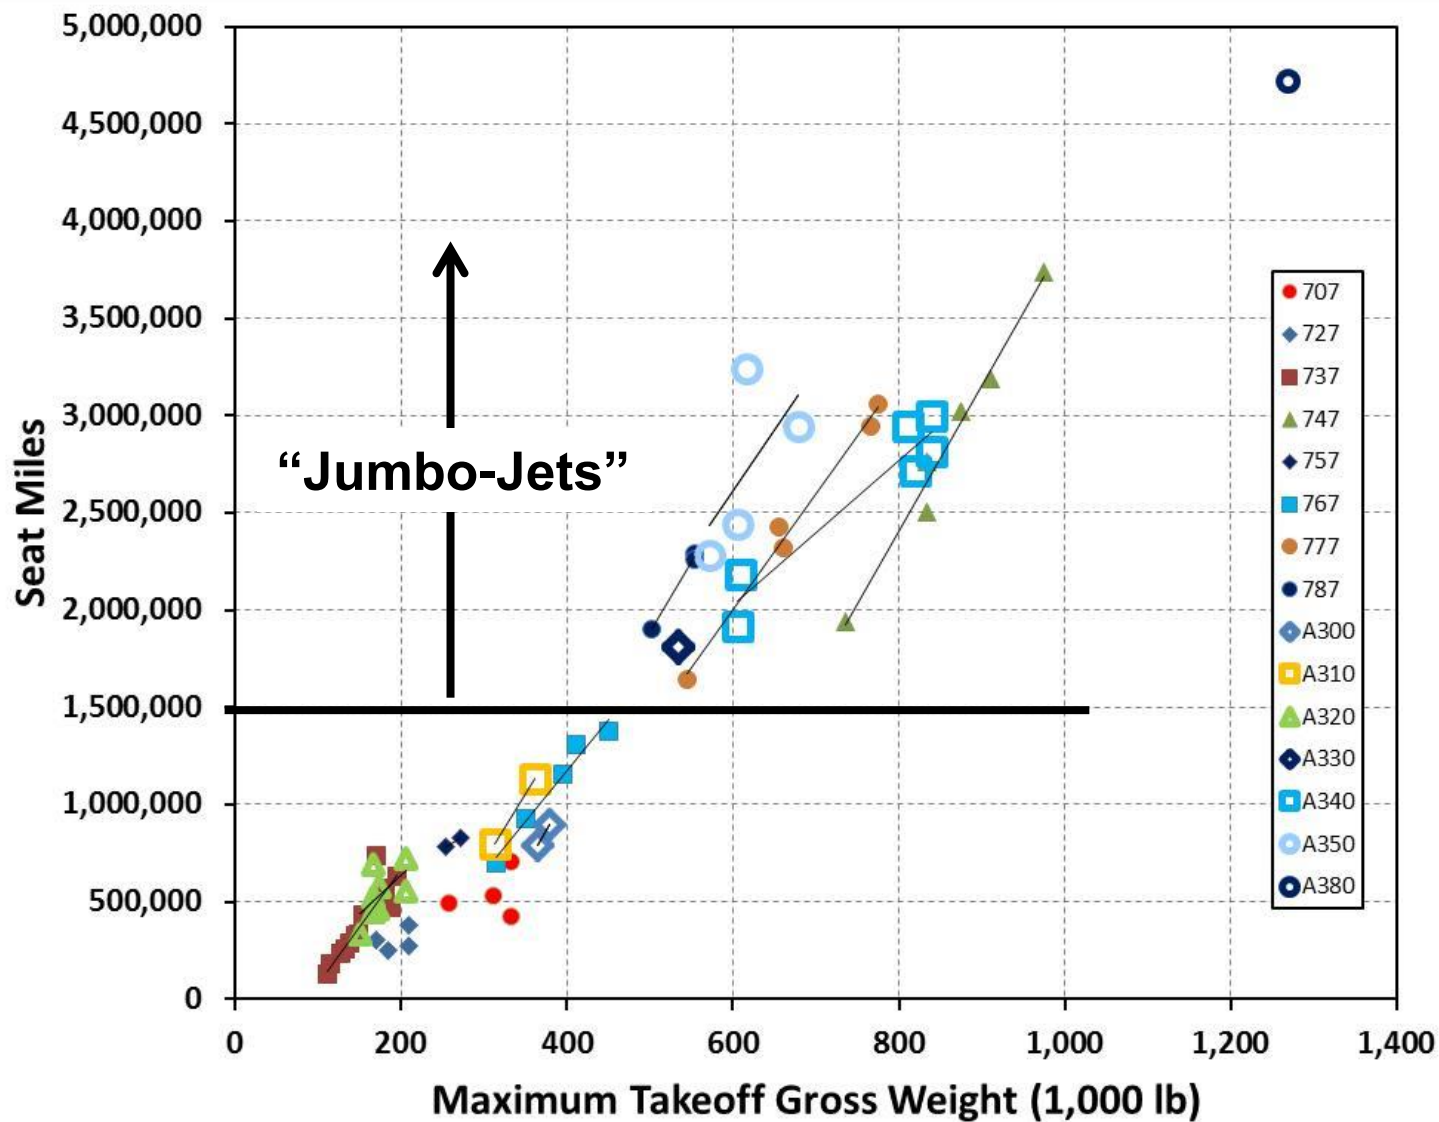 5,000,000
4,500,000
4,000,000
3,500,000
3,000,000
2,500,000
2,000,000
1,500,000
1,000,000
500,000
0
Seat Miles
“Jumbo-Jets”
707
727
737
747
757
767
777
787
A300
A310
A320
A330
A340
A350
A380
0 200 400 600 800 1,000 1,200 1,400
Maximum Takeoff Gross Weight (1,000 lb)